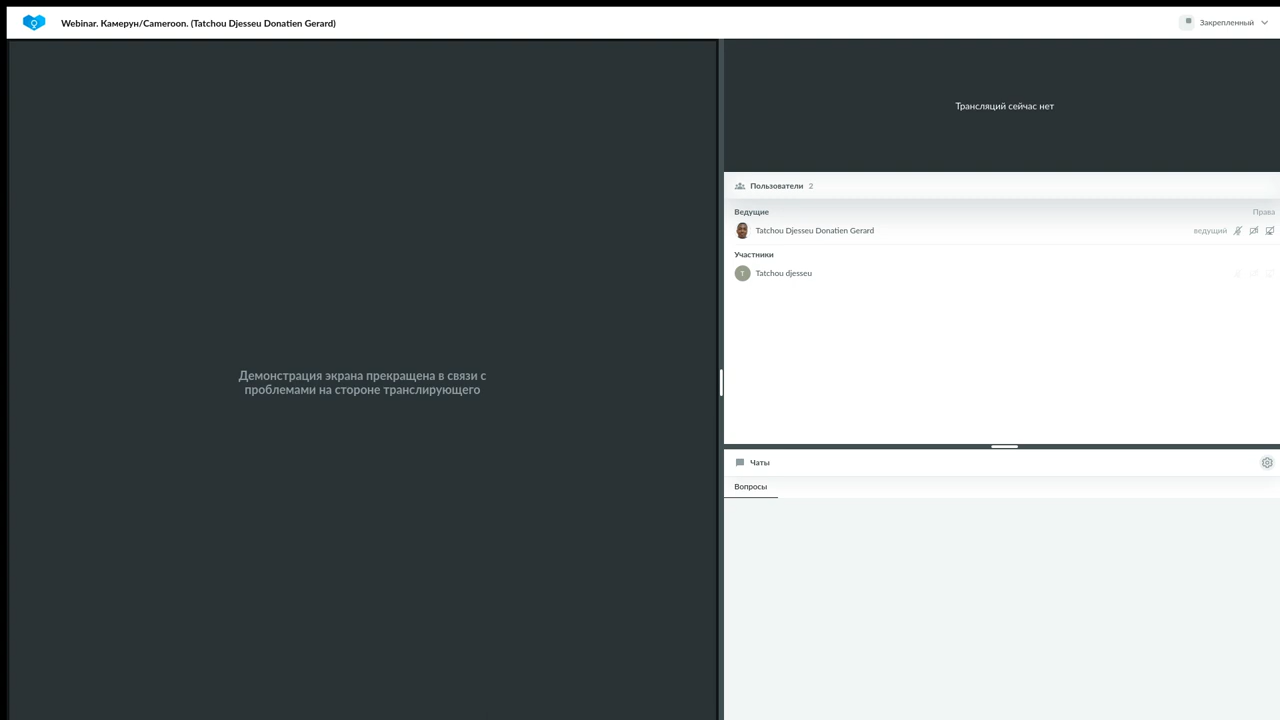 Webinar. Камерун/Cameroon. (Tatchou Djesseu Donatien Gerard)
Закрепленный
Трансляций сейчас нет
Пользователи 2
Ведущие Права
Tatchou Djesseu Donatien Gerard ведущий
Участники
T Tatchou djesseu
Демонстрация экрана прекращена в связи с
проблемами на стороне транслирующего
Чаты
Вопросы